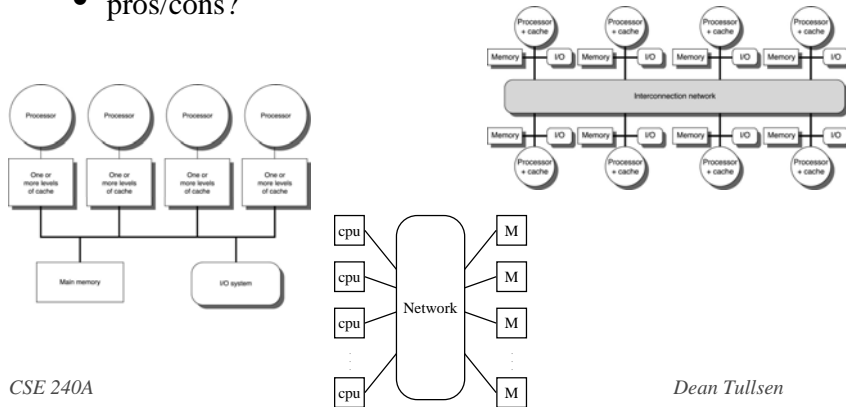 • pros/cons?
Processor + cache Processor + cache Processor + cache Processor + cache
Memory I/O Memory I/O Memory I/O Memory I/O
Interconnection network
Memory I/O Memory I/O Memory I/O Memory I/O
Processor + cache Processor + cache Processor + cache Processor + cache
Processor Processor Processor Processor
One or more levels of cache One or more levels of cache One or more levels of cache One or more levels of cache
Main memory I/O system
cpu M
cpu M
Network
cpu M
cpu M
CSE 240A Dean Tullsen